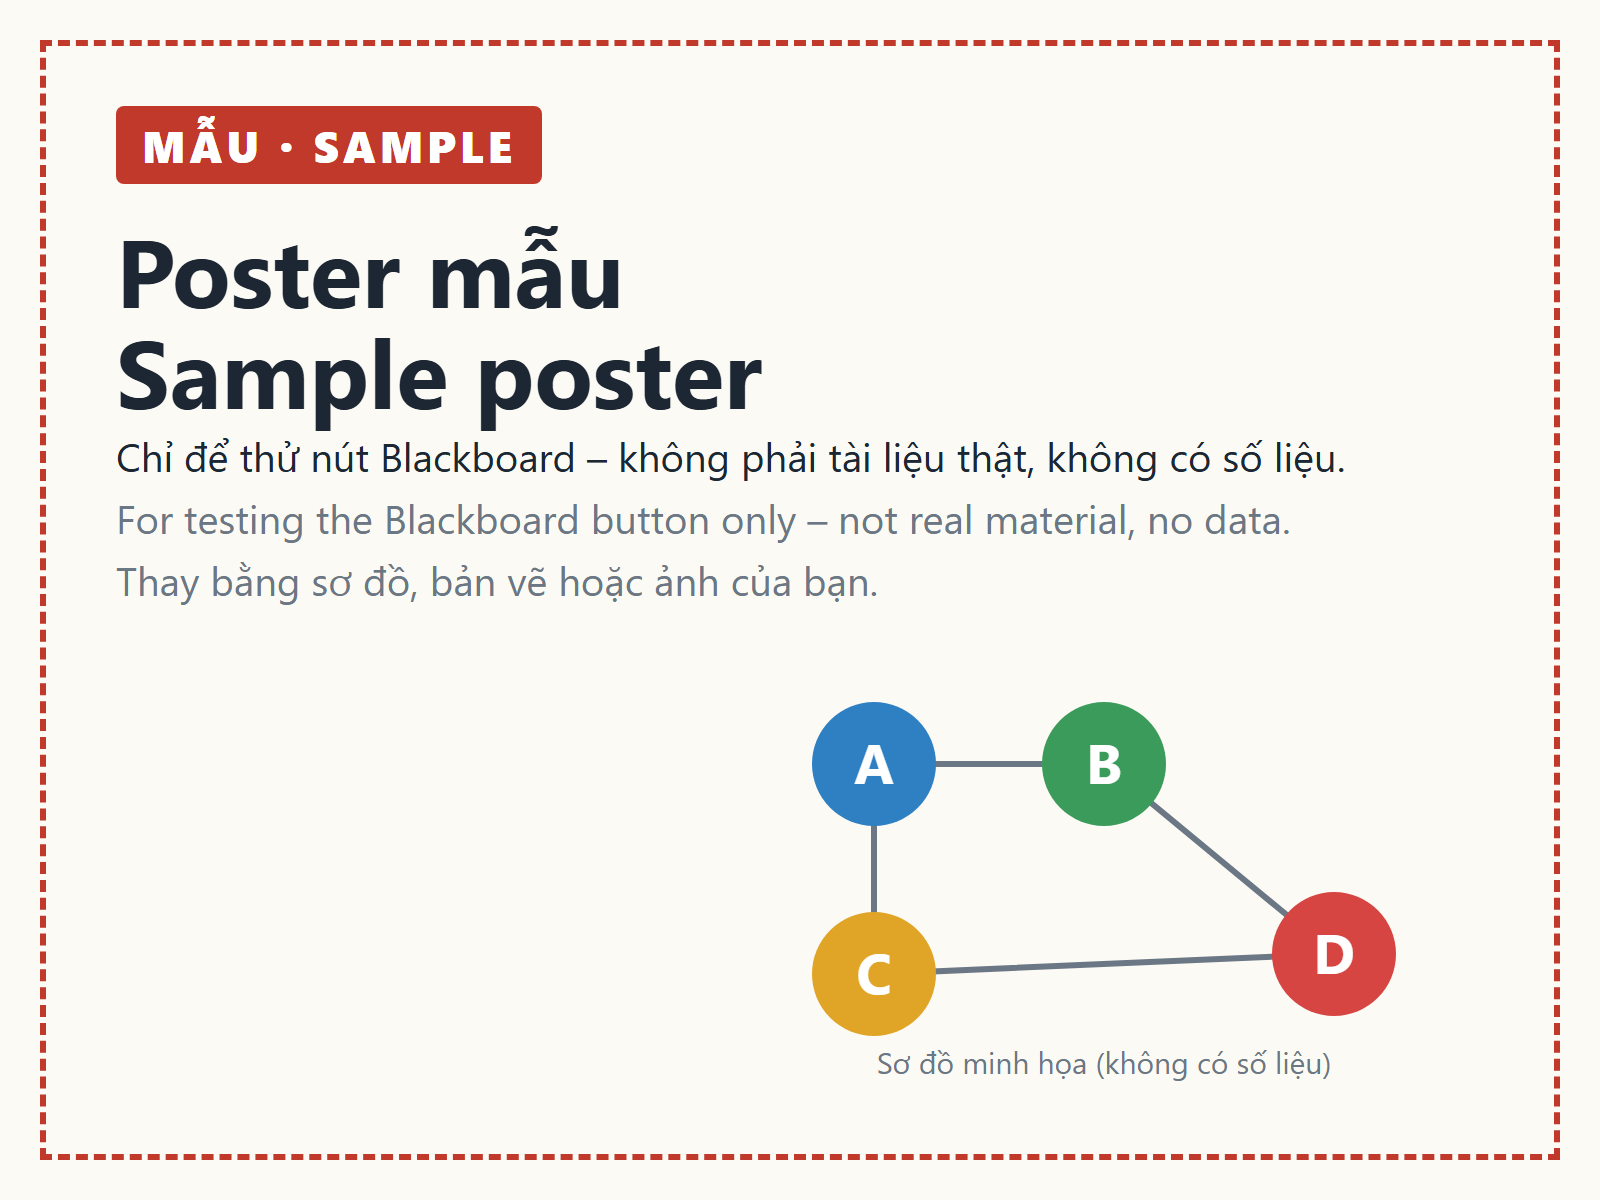 MẪU · SAMPLE
Poster mẫu
Sample poster
Chỉ để thử nút Blackboard – không phải tài liệu thật, không có số liệu.
For testing the Blackboard button only – not real material, no data.
Thay bằng sơ đồ, bản vẽ hoặc ảnh của bạn.
A
B
C
D
Sơ đồ minh họa (không có số liệu)